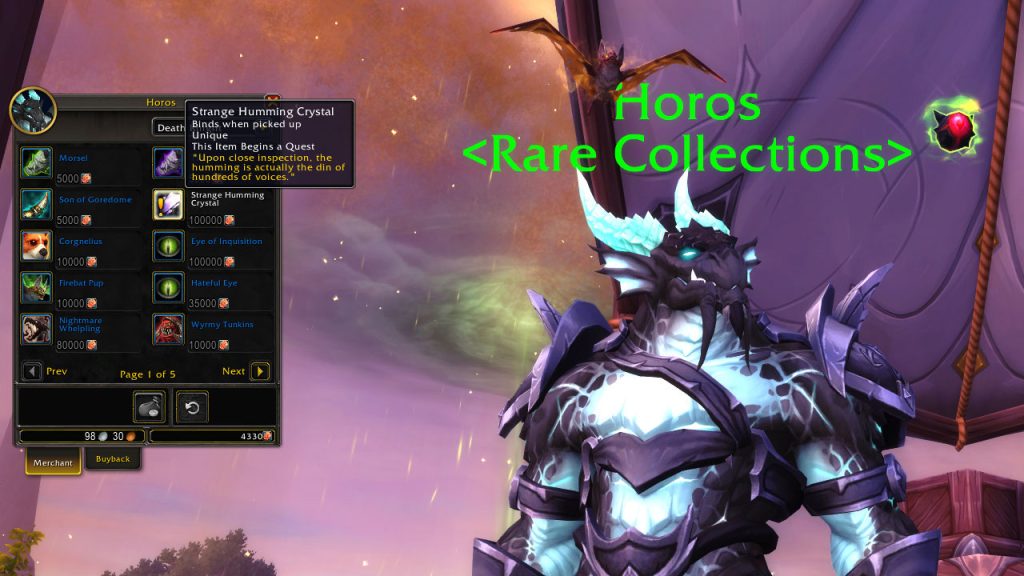 Horos
Death
Strange Humming Crystal
Binds when picked up
Unique
This Item Begins a Quest
"Upon close inspection, the
humming is actually the din of
hundreds of voices."
Morsel
5000
Son of Goredome
5000
Strange Humming
Crystal
100000
Corgnelius
10000
Eye of Inquisition
100000
Firebat Pup
10000
Hateful Eye
35000
Nightmare
Whelpling
80000
Wyrmy Tunkins
10000
Prev
Page 1 of 5
Next
98 30
4330
Merchant
Buyback
Horos
<Rare Collections>